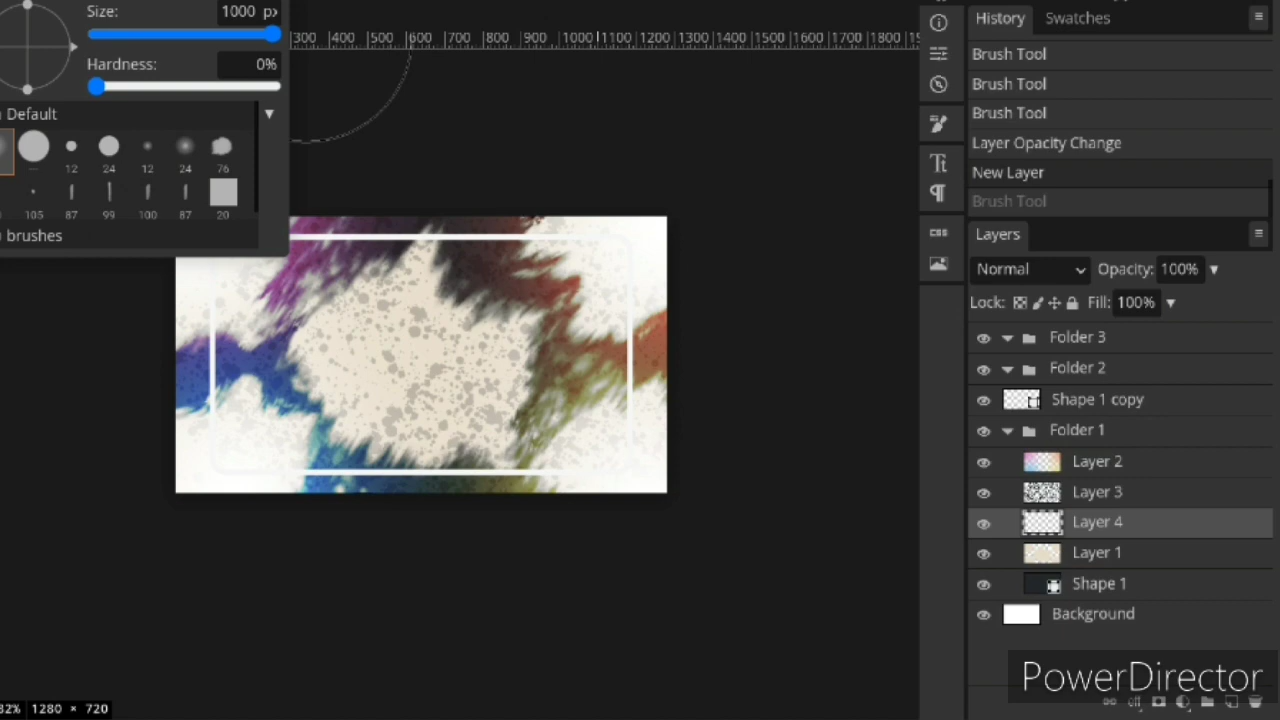 Size: 1000 px
Hardness: 0%
Default
12 24 12 24 76
105 87 99 100 87 20
brushes
300 400 500 600 700 800 900 1000 1100 1200 1300 1400 1500 1600 1700 1800
History Swatches
Brush Tool
Brush Tool
Brush Tool
Layer Opacity Change
New Layer
Brush Tool
Layers
Normal Opacity: 100%
Lock: Fill: 100%
Folder 3
Folder 2
Shape 1 copy
Folder 1
Layer 2
Layer 3
Layer 4
Layer 1
Shape 1
Background
CSS
PowerDirector
eff
1280 × 720